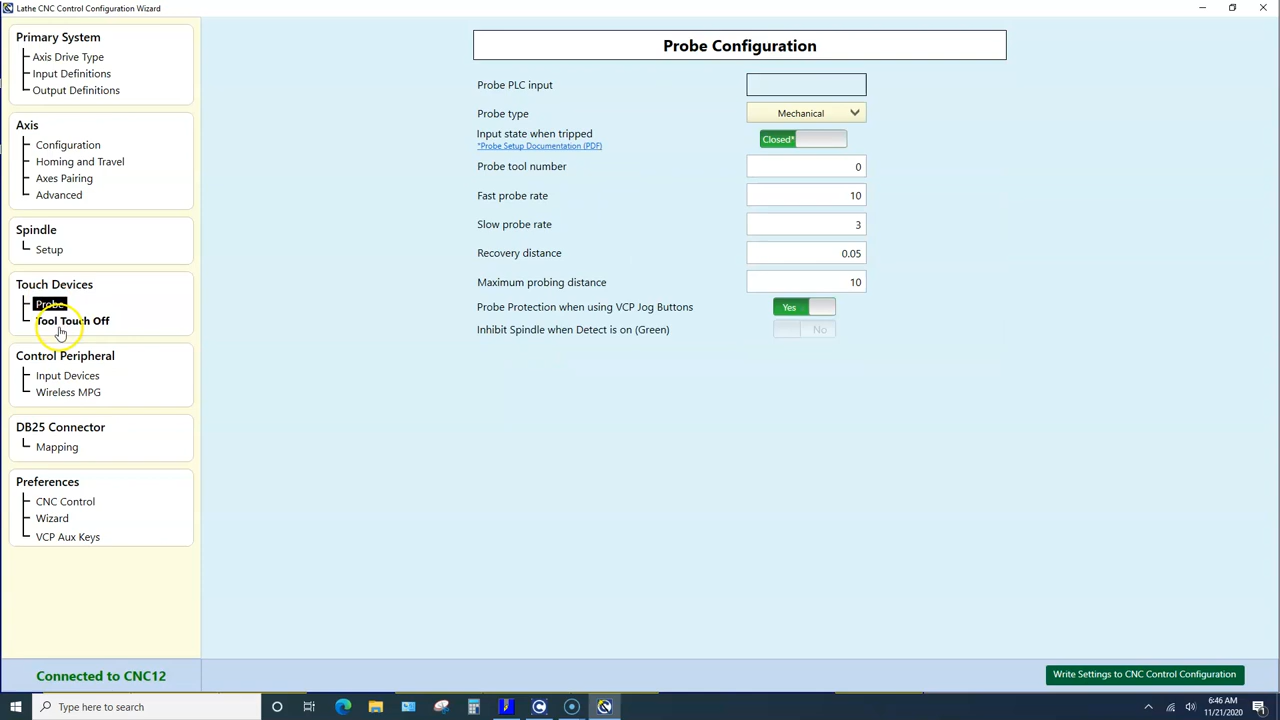 Lathe CNC Control Configuration Wizard
Primary System
Axis Drive Type
Input Definitions
Output Definitions
Axis
Configuration
Homing and Travel
Axes Pairing
Advanced
Spindle
Setup
Touch Devices
Probe
Tool Touch Off
Control Peripheral
Input Devices
Wireless MPG
DB25 Connector
Mapping
Preferences
CNC Control
Wizard
VCP Aux Keys
Connected to CNC12
Probe Configuration
Probe PLC input
Probe type Mechanical
Input state when tripped Closed*
*Probe Setup Documentation (PDF)
Probe tool number 0
Fast probe rate 10
Slow probe rate 3
Recovery distance 0.05
Maximum probing distance 10
Probe Protection when using VCP Jog Buttons Yes
Inhibit Spindle when Detect is on (Green) No
Write Settings to CNC Control Configuration
Type here to search
6:46 AM
11/21/2020